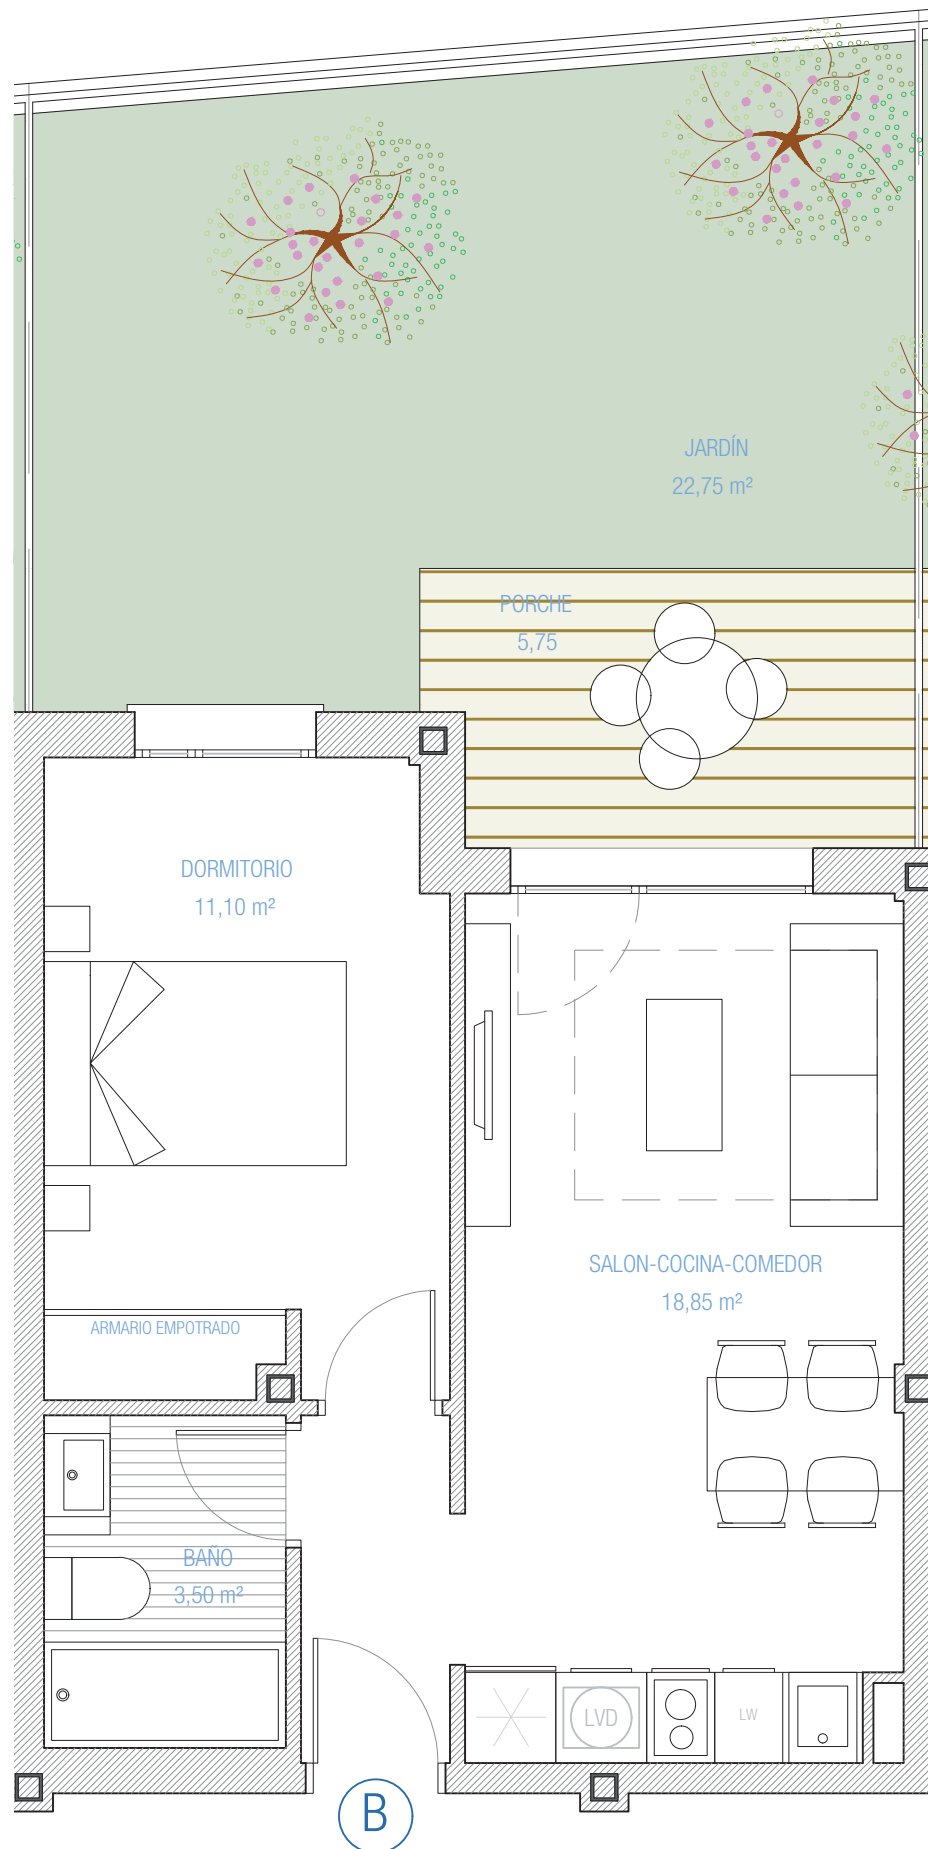 JARDÍN
22,75 m²
PORCHE
5,75
DORMITORIO
11,10 m²
SALON-COCINA-COMEDOR
18,85 m²
ARMARIO EMPOTRADO
BAÑO
3,50 m²
LVD
LW
B